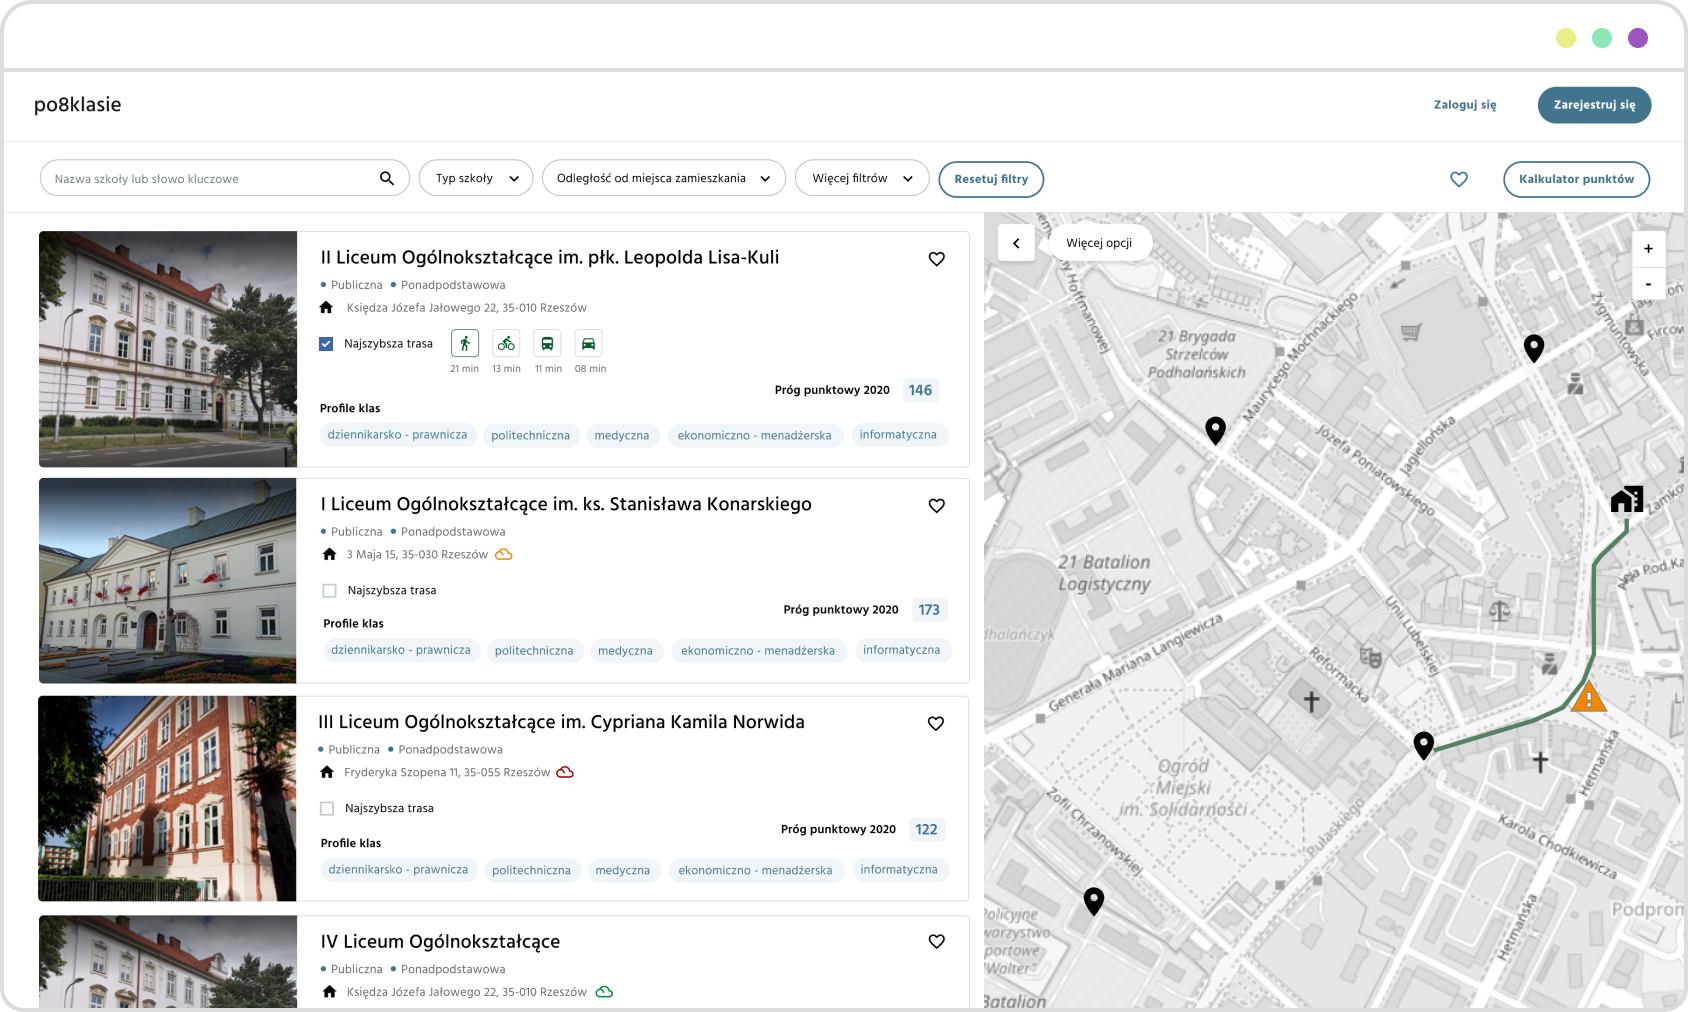 po8klasie
Zaloguj się
Zarejestruj się
Nazwa szkoły lub słowo kluczowe
Typ szkoły
Odległość od miejsca zamieszkania
Więcej filtrów
Resetuj filtry
Kalkulator punktów
II Liceum Ogólnokształcące im. płk. Leopolda Lisa-Kuli
Publiczna
Ponadpodstawowa
Księdza Józefa Jałowego 22, 35-010 Rzeszów
Najszybsza trasa
21 min
13 min
11 min
08 min
Próg punktowy 2020
146
Profile klas
dziennikarsko - prawnicza
politechniczna
medyczna
ekonomiczno - menadżerska
informatyczna
I Liceum Ogólnokształcące im. ks. Stanisława Konarskiego
Publiczna
Ponadpodstawowa
3 Maja 15, 35-030 Rzeszów
Najszybsza trasa
Próg punktowy 2020
173
Profile klas
dziennikarsko - prawnicza
politechniczna
medyczna
ekonomiczno - menadżerska
informatyczna
III Liceum Ogólnokształcące im. Cypriana Kamila Norwida
Publiczna
Ponadpodstawowa
Fryderyka Szopena 11, 35-055 Rzeszów
Najszybsza trasa
Próg punktowy 2020
122
Profile klas
dziennikarsko - prawnicza
politechniczna
medyczna
ekonomiczno - menadżerska
informatyczna
IV Liceum Ogólnokształcące
Publiczna
Ponadpodstawowa
Księdza Józefa Jałowego 22, 35-010 Rzeszów
Więcej opcji
+
-
Hoffmanowej
21 Brygada
Strzelców
Podhalańskich
Maurycego Mochnackiego
Zygmuntowska
Józefa Poniatowskiego
Jagiellońska
21 Batalion
Logistyczny
dhalańczyk
Generała Mariana Langiewicza
Unii Lubelskiej
Reformacka
Pod
Ogród
Miejski
im. Solidarności
Zofii Chrzanowskiej
Pułaskiego
Hetmańska
Karola Chodkiewicza
Hetmańska
Podprom
Policyjne
owarzystwo
portowe
Walter"
Batalion